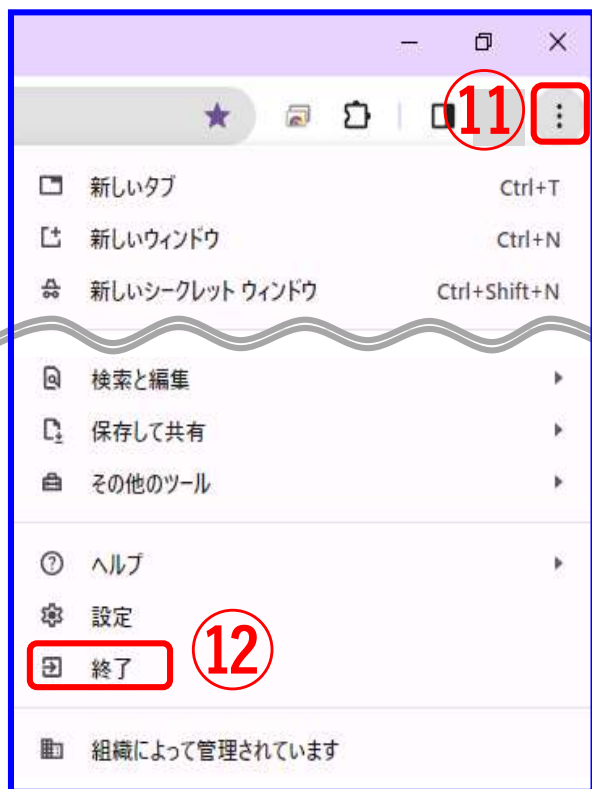 ⑪
新しいタブ Ctrl+T
新しいウィンドウ Ctrl+N
新しいシークレット ウィンドウ Ctrl+Shift+N
検索と編集
保存して共有
その他のツール
ヘルプ
設定
終了 ⑫
組織によって管理されています